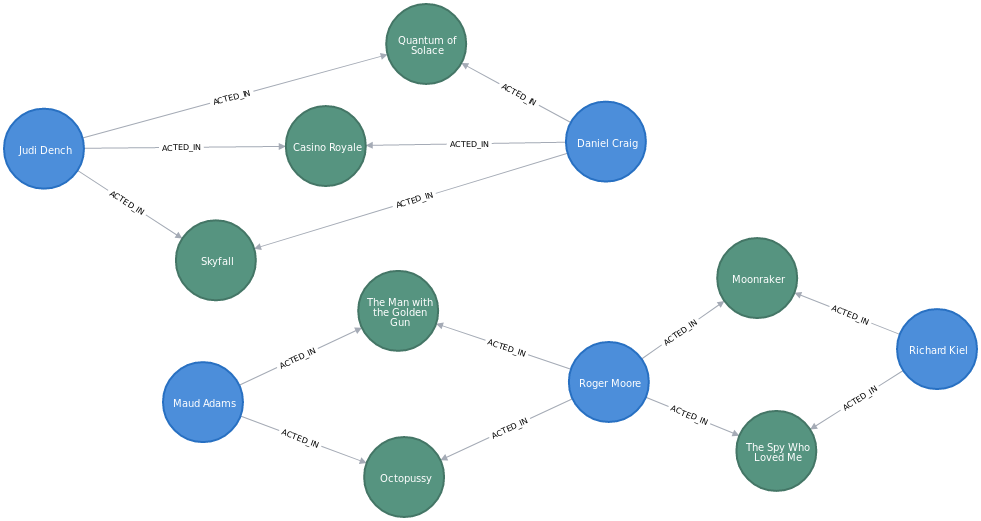 Quantum of
Solace
ACTED_IN
ACTED_IN
Judi Dench
ACTED_IN
Casino Royale
ACTED_IN
Daniel Craig
ACTED_IN
ACTED_IN
Skyfall
Moonraker
The Man with
the Golden
Gun
ACTED_IN
ACTED_IN
ACTED_IN
ACTED_IN
Richard Kiel
Maud Adams
Roger Moore
ACTED_IN
ACTED_IN
ACTED_IN
ACTED_IN
The Spy Who
Loved Me
Octopussy